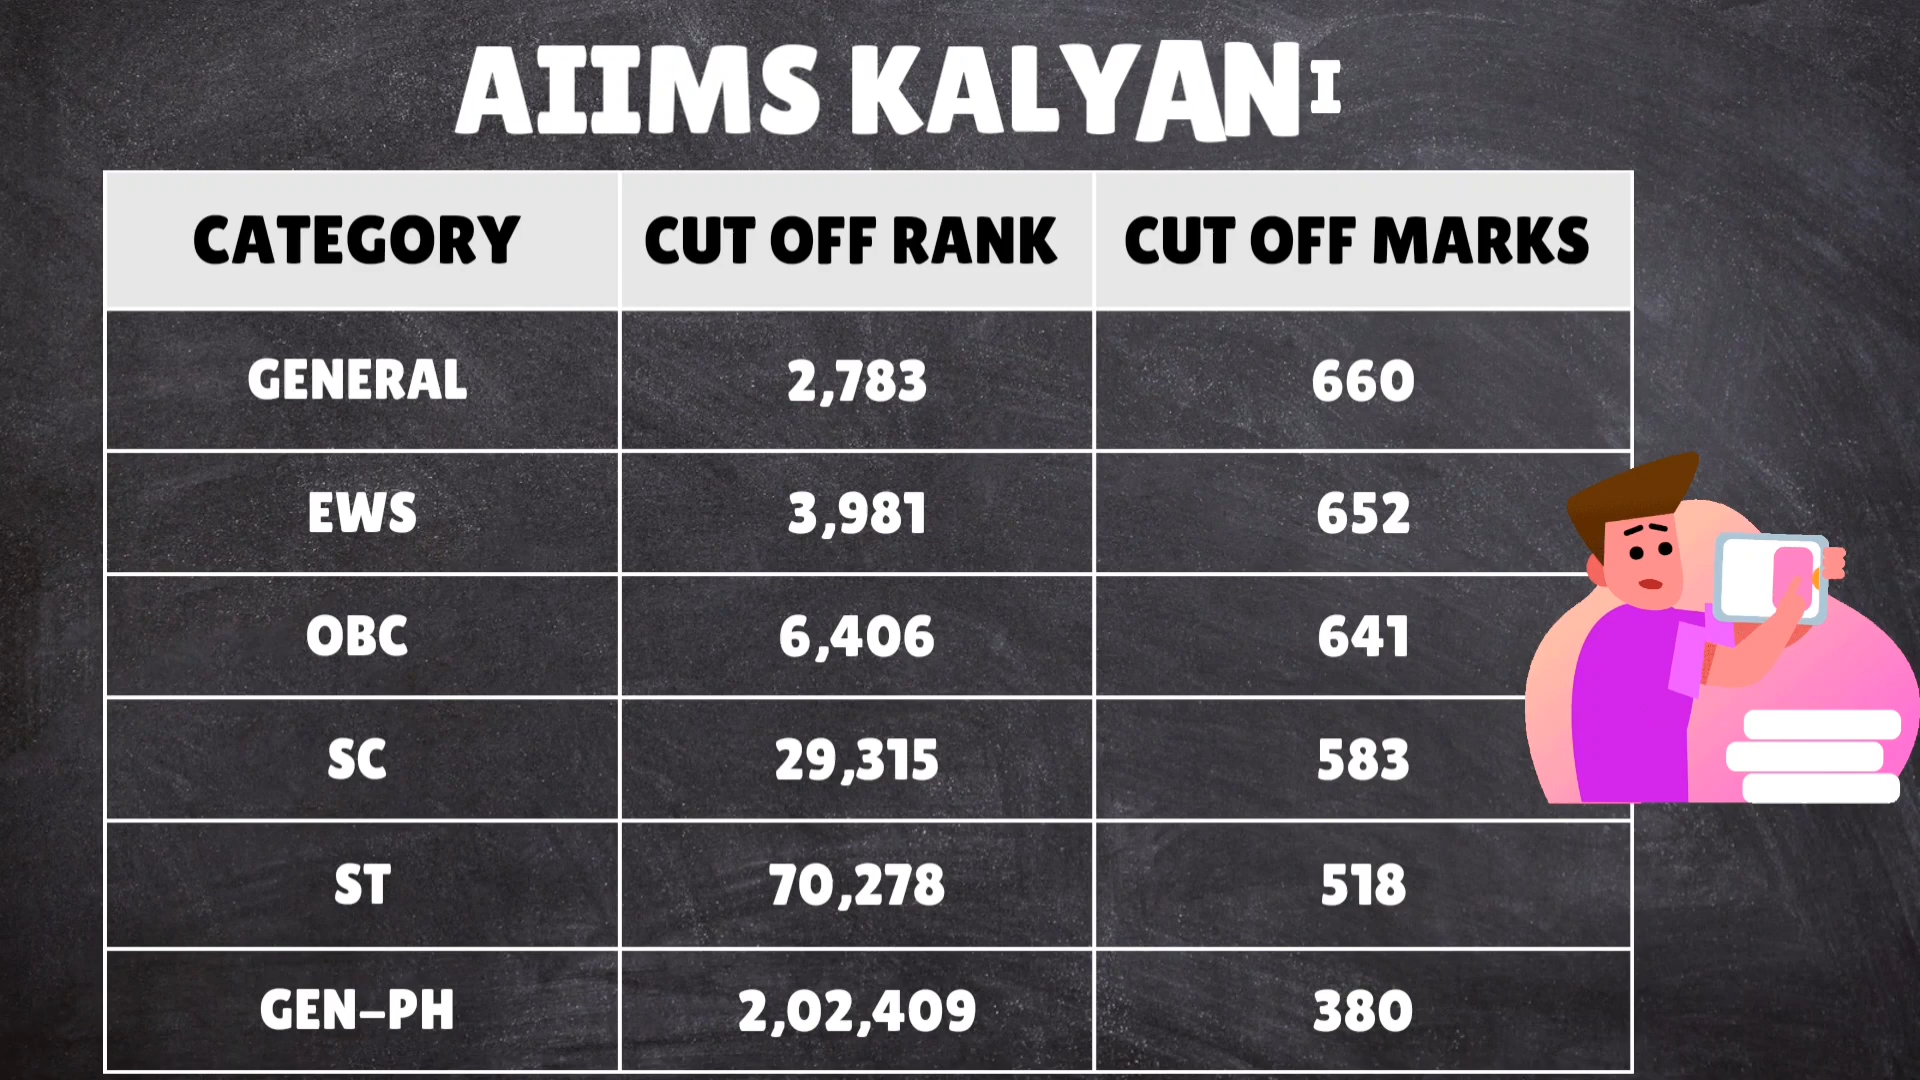 AIIMS KALYANI
CATEGORY CUT OFF RANK CUT OFF MARKS
GENERAL 2,783 660
EWS 3,981 652
OBC 6,406 641
SC 29,315 583
ST 70,278 518
GEN-PH 2,02,409 380